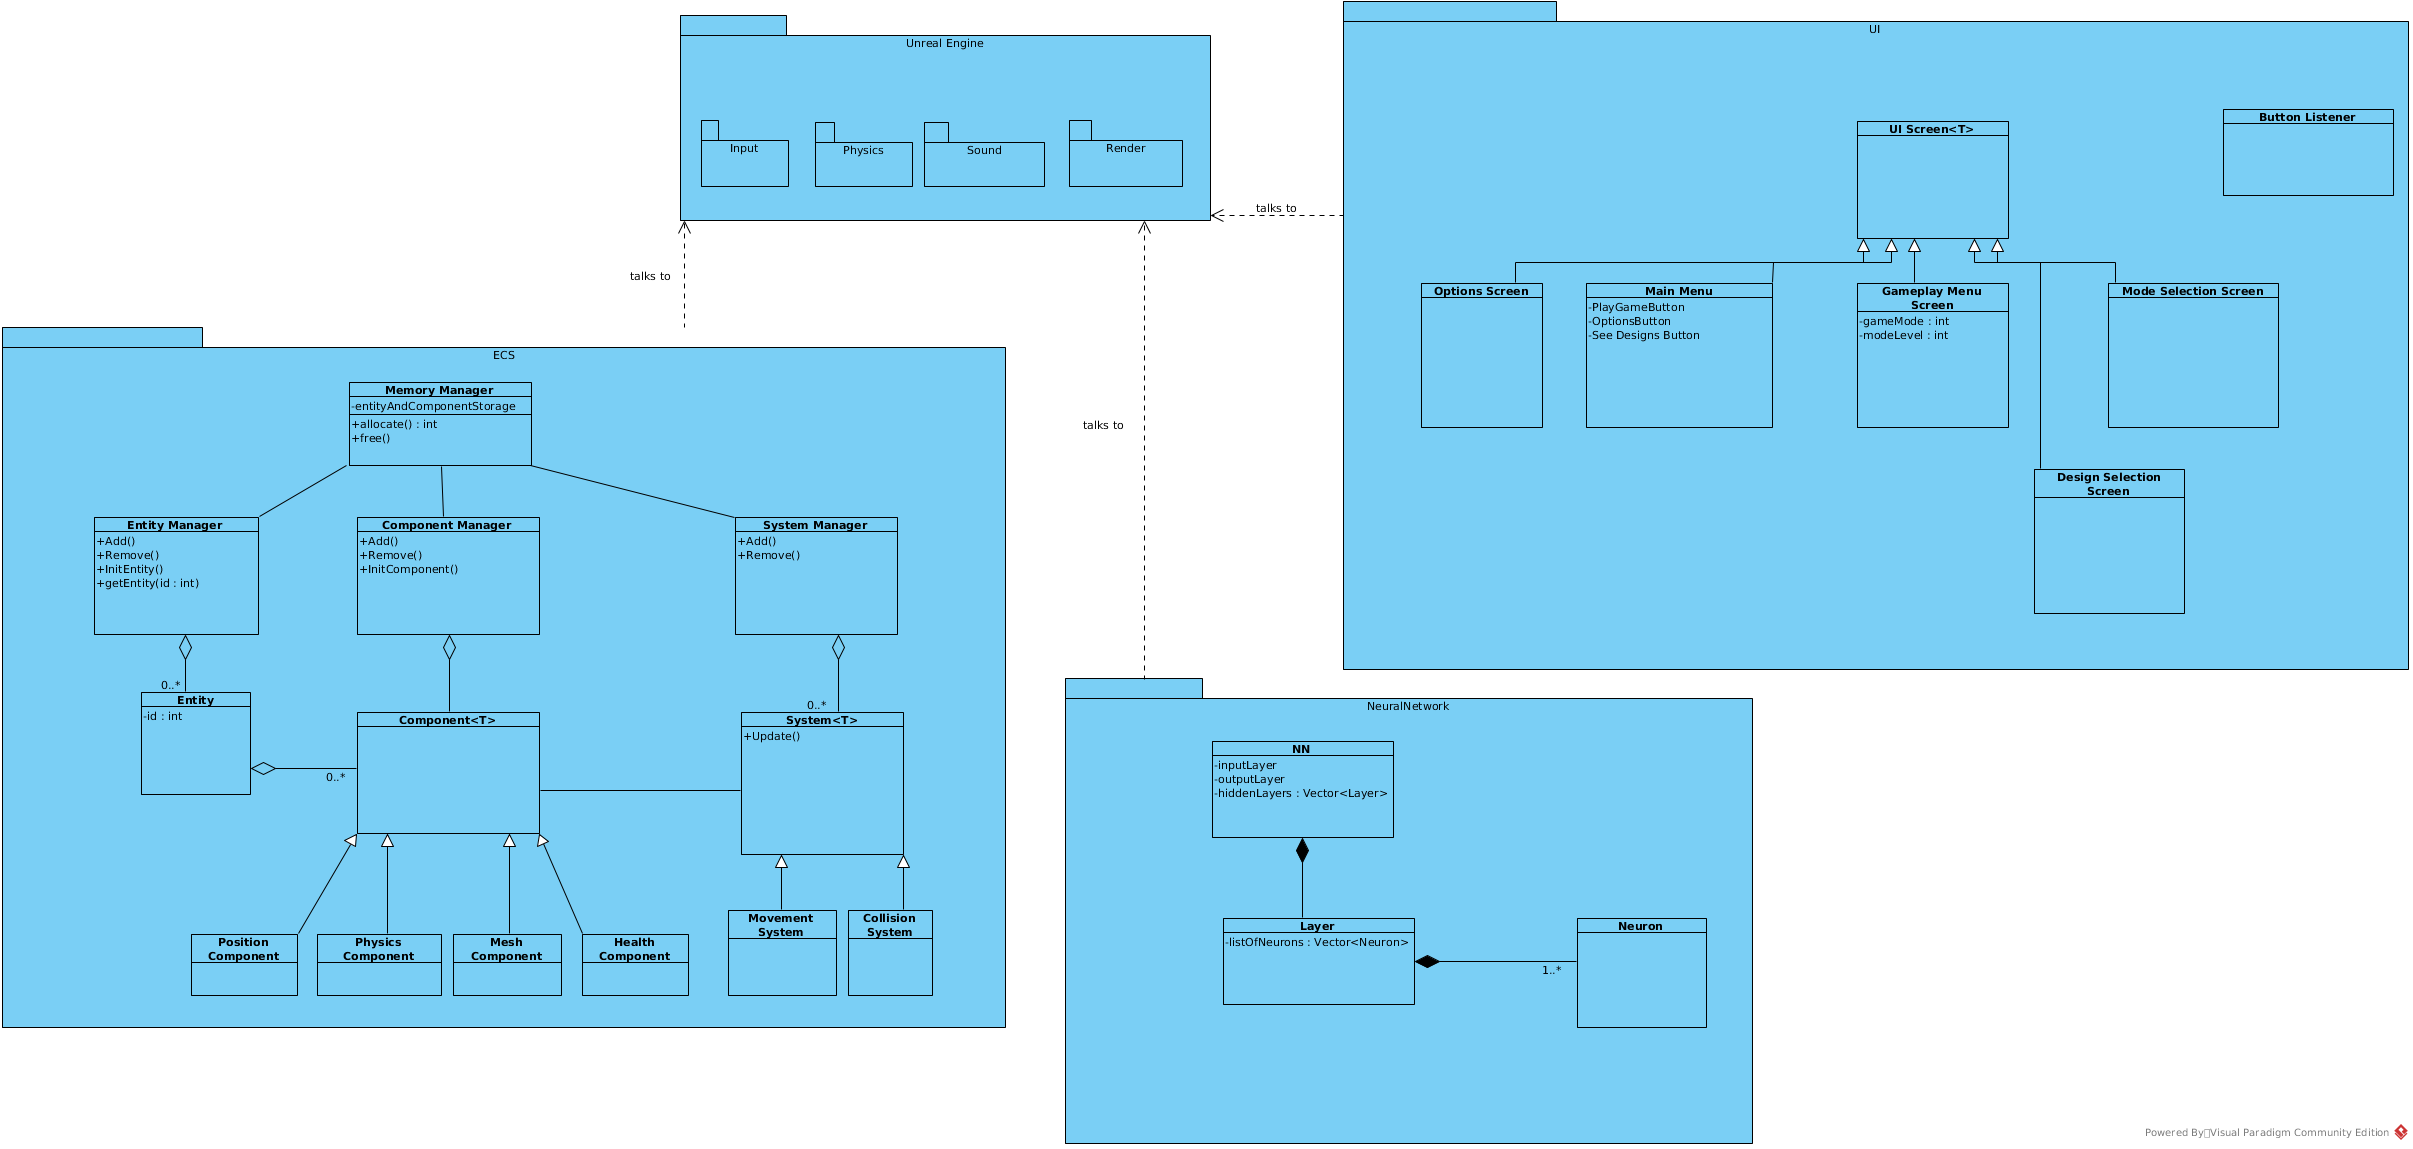 Unreal Engine
Input
Physics
Sound
Render
UI
UI Screen<T>
Button Listener
Options Screen
Main Menu
-PlayGameButton
-OptionsButton
-See Designs Button
Gameplay Menu
Screen
-gameMode : int
-modeLevel : int
Mode Selection Screen
Design Selection
Screen
talks to
talks to
talks to
ECS
Memory Manager
-entityAndComponentStorage
+allocate() : int
+free()
Entity Manager
+Add()
+Remove()
+InitEntity()
+getEntity(id : int)
Component Manager
+Add()
+Remove()
+InitComponent()
System Manager
+Add()
+Remove()
0..*
Entity
-id : int
0..*
Component<T>
0..*
System<T>
+Update()
Position
Component
Physics
Component
Mesh
Component
Health
Component
Movement
System
Collision
System
NeuralNetwork
NN
-inputLayer
-outputLayer
-hiddenLayers : Vector<Layer>
Layer
-listOfNeurons : Vector<Neuron>
1..*
Neuron
Powered By Visual Paradigm Community Edition